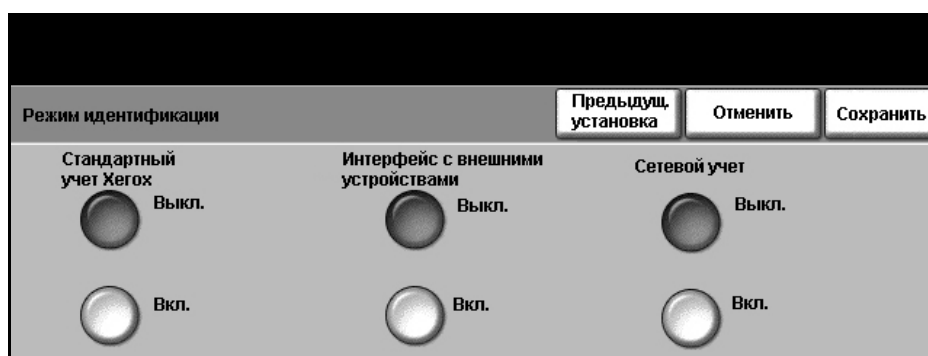 Режим идентификации
Предыдущ.
установка
Отменить
Сохранить
Стандартный
учет Xerox
Выкл.
Вкл.
Интерфейс с внешними
устройствами
Выкл.
Вкл.
Сетевой учет
Выкл.
Вкл.